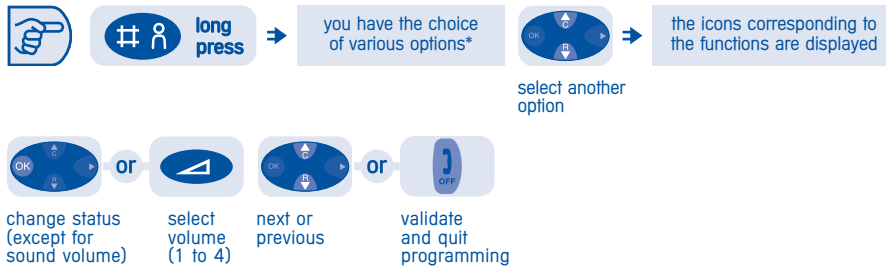 long
press
you have the choice
of various options*
OK
C
R
the icons corresponding to
the functions are displayed
select another
option
OK
C
R
or
OK
C
R
or
OFF
change status
(except for
sound volume)
select
volume
(1 to 4)
next or
previous
validate
and quit
programming